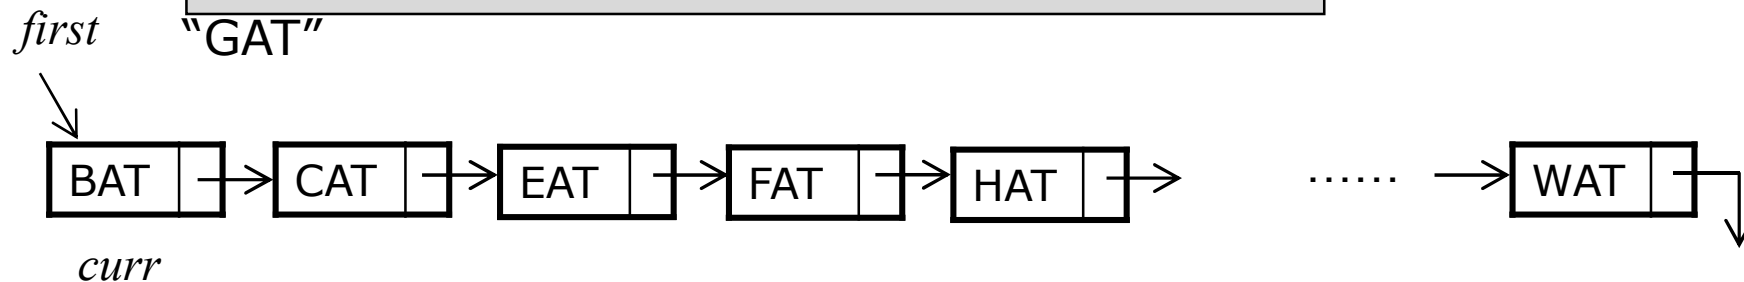 first “GAT”
BAT CAT EAT FAT HAT ...... WAT
curr